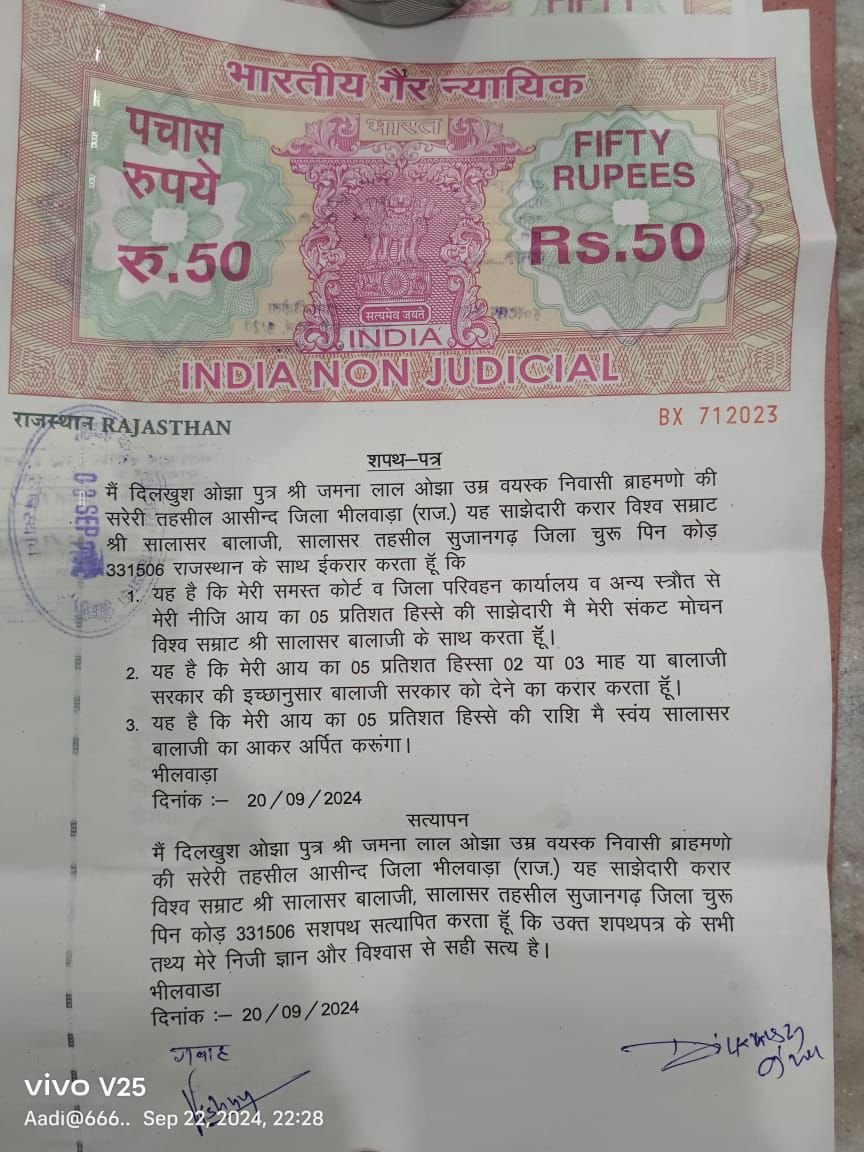 FIFTY
भारतीय गैर न्यायिक
पचास
रुपये
रु.50
भारत
FIFTY
RUPEES
Rs.50
सत्यमेव जयते
INDIA
INDIA NON JUDICIAL
राजस्थान RAJASTHAN
BX 712023
शपथ–पत्र
मैं दिलखुश ओझा पुत्र श्री जमना लाल ओझा उम्र वयस्क निवासी ब्राहमणो की
सरेरी तहसील आसीन्द जिला भीलवाड़ा (राज.) यह साझेदारी करार विश्व सम्राट
श्री सालासर बालाजी, सालासर तहसील सुजानगढ़ जिला चुरू पिन कोड़
331506 राजस्थान के साथ ईकरार करता हूॅं कि
1. यह है कि मेरी समस्त कोर्ट व जिला परिवहन कार्यालय व अन्य स्त्रौत से
मेरी नीजि आय का 05 प्रतिशत हिस्से की साझेदारी मै मेरी संकट मोचन
विश्व सम्राट श्री सालासर बालाजी के साथ करता हूॅं।
2. यह है कि मेरी आय का 05 प्रतिशत हिस्सा 02 या 03 माह या बालाजी
सरकार की इच्छानुसार बालाजी सरकार को देने का करार करता हूॅं।
3. यह है कि मेरी आय का 05 प्रतिशत हिस्से की राशि मै स्वंय सालासर
बालाजी का आकर अर्पित करूंगा।
भीलवाड़ा
दिनांक :– 20/09/2024
सत्यापन
मैं दिलखुश ओझा पुत्र श्री जमना लाल ओझा उम्र वयस्क निवासी ब्राहमणो
की सरेरी तहसील आसीन्द जिला भीलवाड़ा (राज.) यह साझेदारी करार
विश्व सम्राट श्री सालासर बालाजी, सालासर तहसील सुजानगढ़ जिला चुरू
पिन कोड़ 331506 सशपथ सत्यापित करता हूॅं कि उक्त शपथपत्र के सभी
तथ्य मेरे निजी ज्ञान और विश्वास से सही सत्य है।
भीलवाडा
दिनांक :– 20/09/2024
गवाह
vivo V25
Aadi@666.. Sep 22, 2024, 22:28